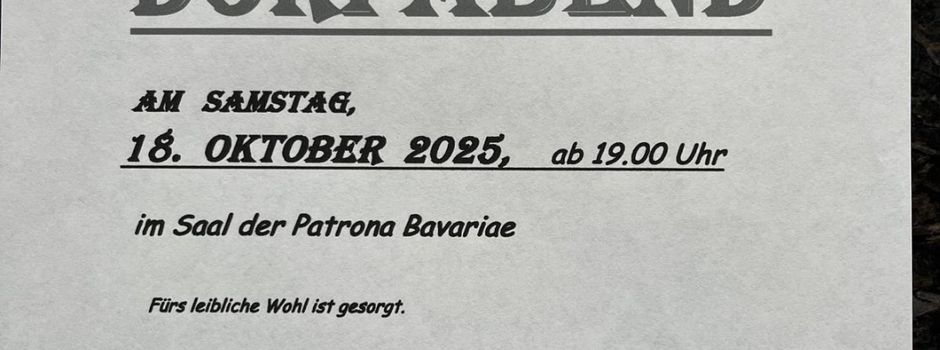 DORFABEND
AM SAMSTAG,
18. OKTOBER 2025, ab 19.00 Uhr
im Saal der Patrona Bavariae
Fürs leibliche Wohl ist gesorgt.